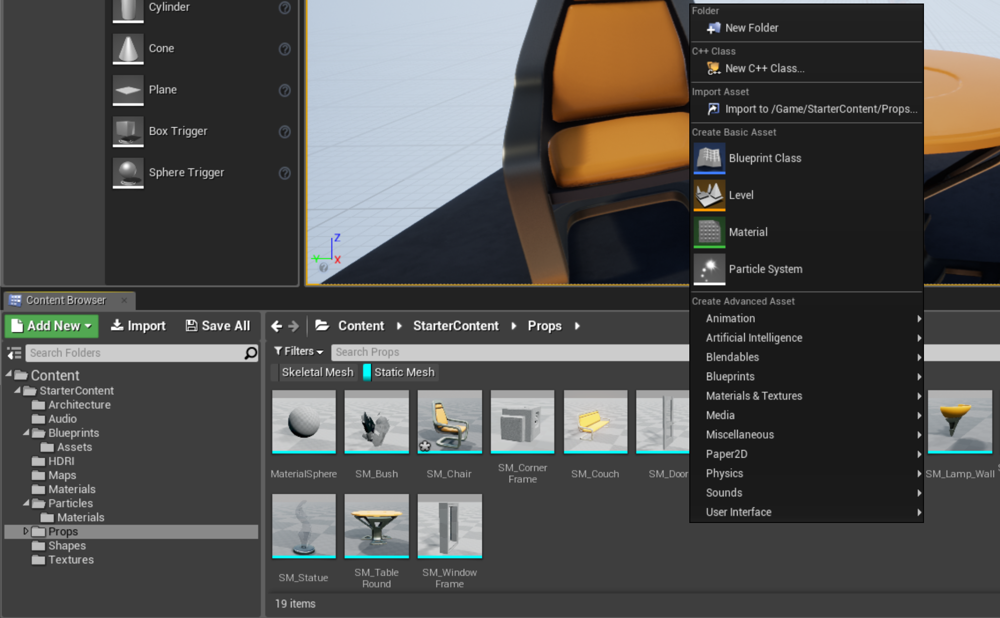 Cylinder
Cone
Plane
Box Trigger
Sphere Trigger
Z
Y
X
Folder
New Folder
C++ Class
New C++ Class...
Import Asset
Import to /Game/StarterContent/Props...
Create Basic Asset
Blueprint Class
Level
Material
Particle System
Create Advanced Asset
Animation
Artificial Intelligence
Blendables
Blueprints
Materials & Textures
Media
Miscellaneous
Paper2D
Physics
Sounds
User Interface
Content Browser
Add New
Import
Save All
Search Folders
Content
StarterContent
Architecture
Audio
Blueprints
Assets
HDRI
Maps
Materials
Particles
Materials
Props
Shapes
Textures
Content
StarterContent
Props
Filters
Search Props
Skeletal Mesh
Static Mesh
MaterialSphere
SM_Bush
SM_Chair
SM_Corner
Frame
SM_Couch
SM_Door
SM_Lamp_Wall
SM_Statue
SM_Table
Round
SM_Window
Frame
19 items